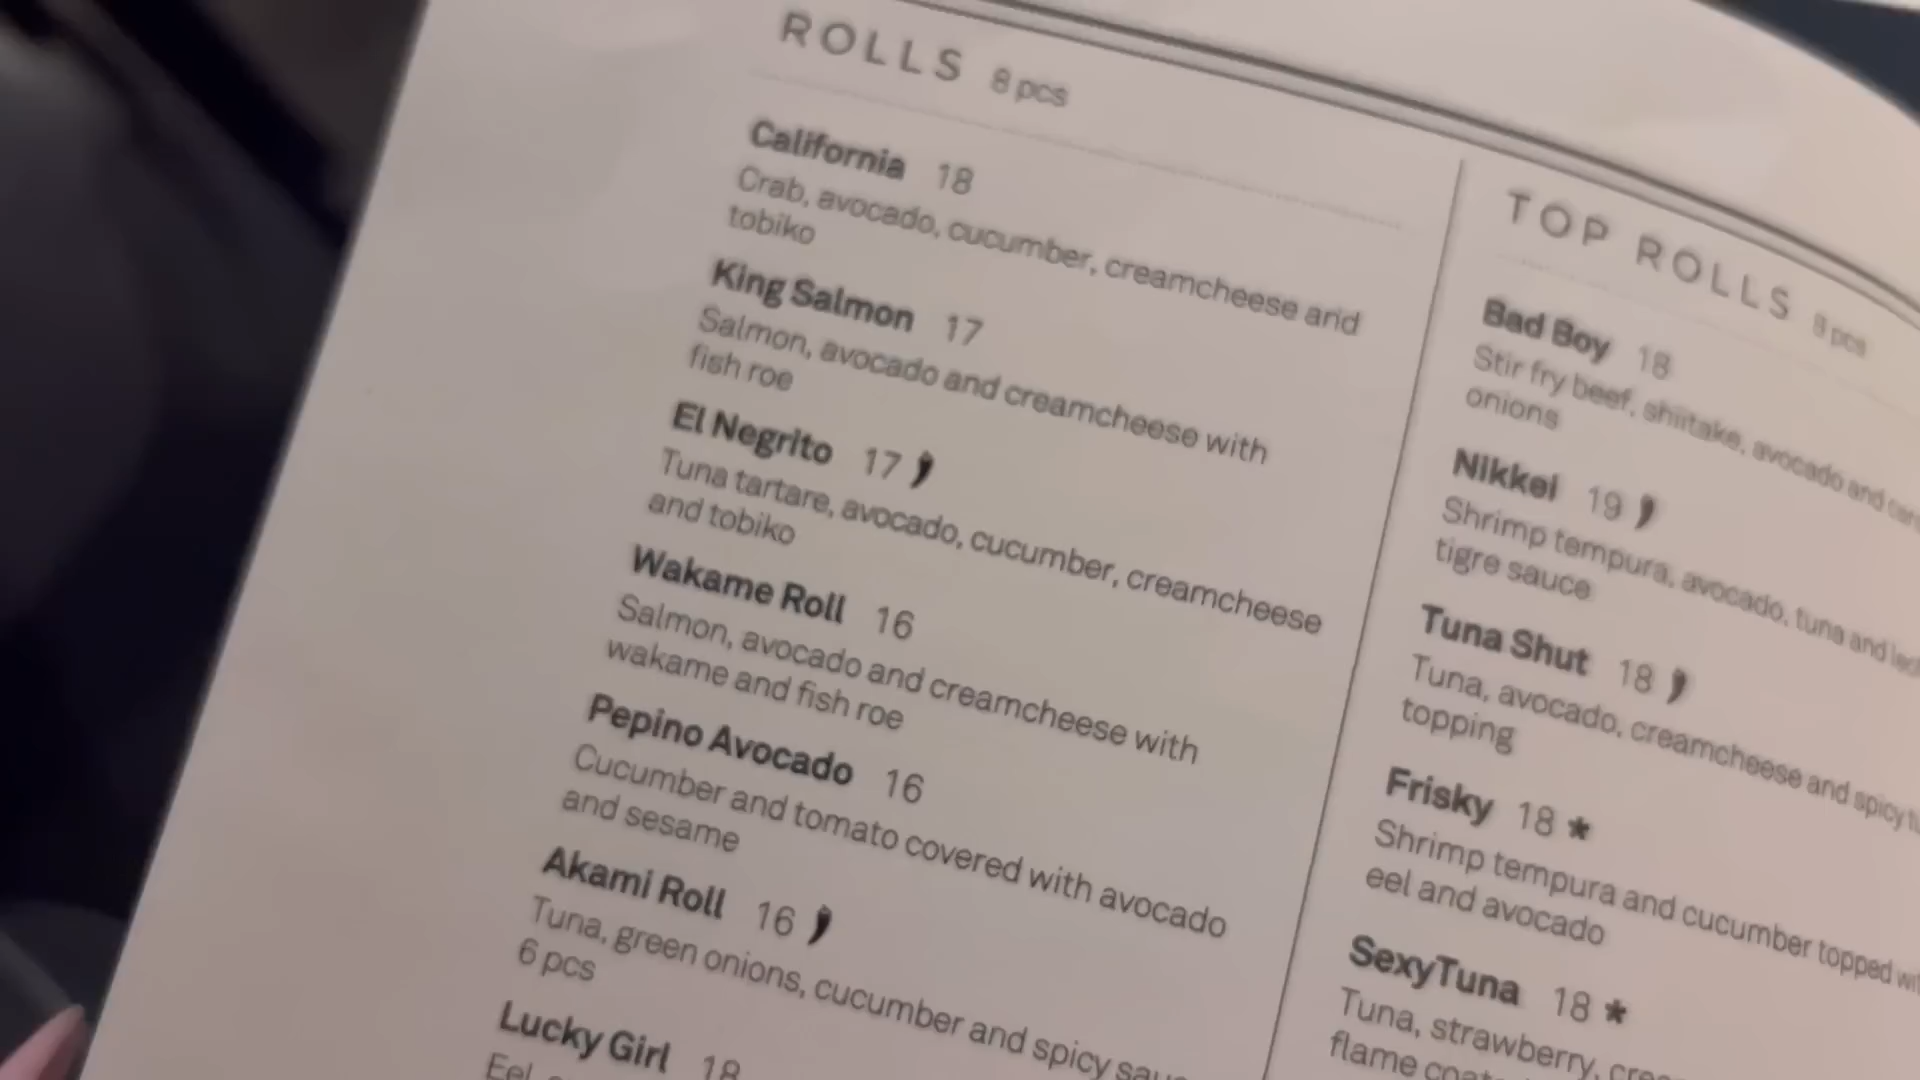 ROLLS 8 pcs
California 18
Crab, avocado, cucumber, creamcheese and
tobiko
King Salmon 17
Salmon, avocado and creamcheese with
fish roe
El Negrito 17
Tuna tartare, avocado, cucumber, creamcheese
and tobiko
Wakame Roll 16
Salmon, avocado and creamcheese with
wakame and fish roe
Pepino Avocado 16
Cucumber and tomato covered with avocado
and sesame
Akami Roll 16
Tuna, green onions, cucumber and spicy
6 pcs
Lucky Girl 18
Eel,
TOP ROLLS 8 pcs
Bad Boy 18
Stir fry beef, shiitake, avocado and
onions
Nikkei 19
Shrimp tempura, avocado, tuna and
tigre sauce
Tuna Shut 18
Tuna, avocado, creamcheese and spicy
topping
Frisky 18 *
Shrimp tempura and cucumber topped
eel and avocado
SexyTuna 18 *
Tuna, strawberry,
flame